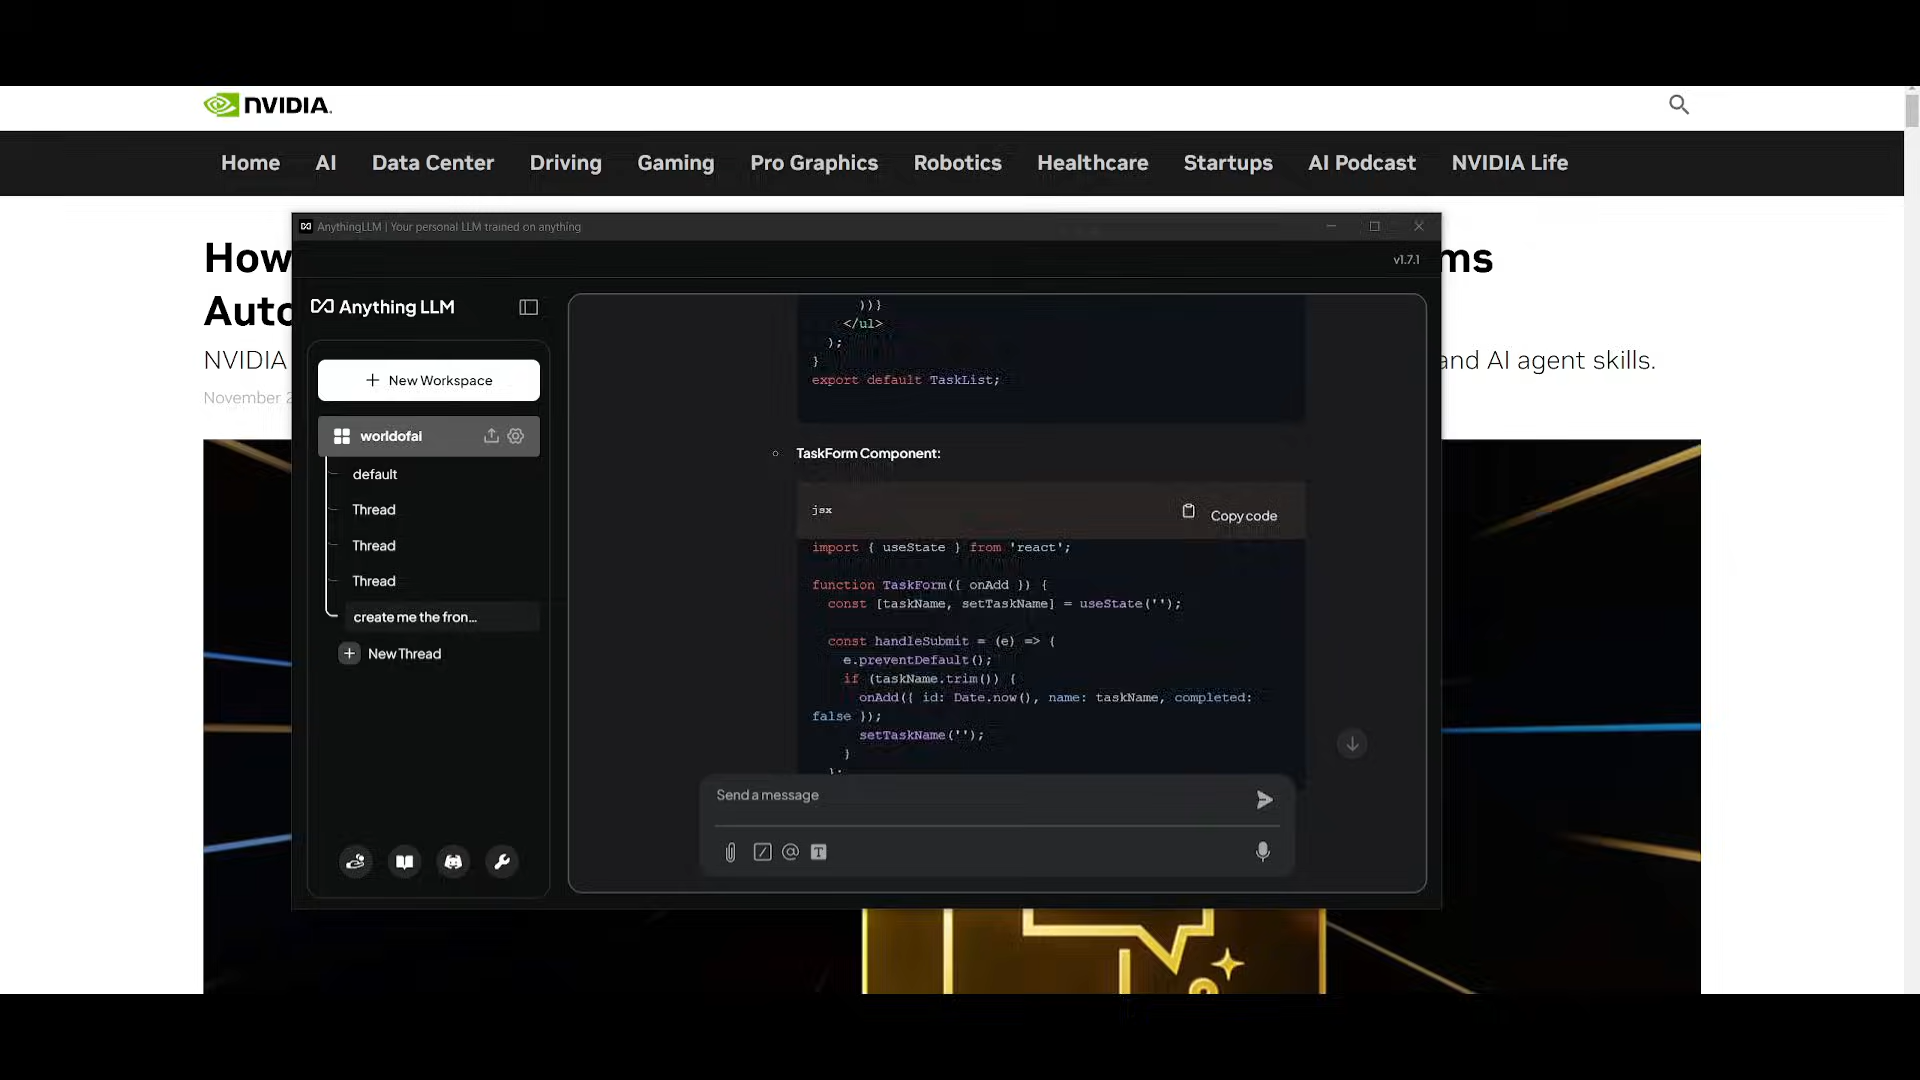 NVIDIA.
Home AI Data Center Driving Gaming Pro Graphics Robotics Healthcare Startups AI Podcast NVIDIA Life
How
ms
Auto
NVIDIA
and AI agent skills.
November 2
AnythingLLM | Your personal LLM trained on anything
v1.7.1
Anything LLM
New Workspace
worldofai
default
Thread
Thread
Thread
create me the fron...
New Thread
))}
</ul>
);
}
export default TaskList;
TaskForm Component:
jsx
Copy code
import { useState } from 'react';
function TaskForm({ onAdd }) {
const [taskName, setTaskName] = useState('');
const handleSubmit = (e) => {
e.preventDefault();
if (taskName.trim()) {
onAdd({ id: Date.now(), name: taskName, completed:
false });
setTaskName('');
}
};
Send a message